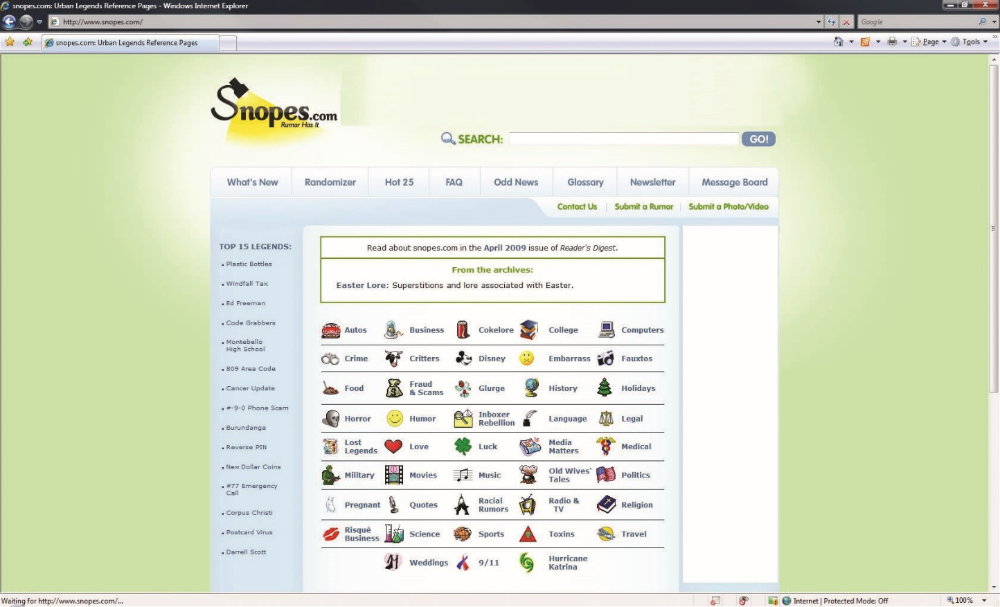 snopes.com: Urban Legends Reference Pages - Windows Internet Explorer
http://www.snopes.com/
Google
snopes.com: Urban Legends Reference Pages
Page
Tools
Snopes.com
Rumor Has It
SEARCH:
GO!
What's New Randomizer Hot 25 FAQ Odd News Glossary Newsletter Message Board
Contact Us Submit a Rumor Submit a Photo/Video
TOP 15 LEGENDS:
Plastic Bottles
Windfall Tax
Ed Freeman
Code Grabbers
Montebello
High School
809 Area Code
Cancer Update
#-9-0 Phone Scam
Burundanga
Reverse PIN
New Dollar Coins
#77 Emergency
Call
Corpus Christi
Postcard Virus
Darrell Scott
Read about snopes.com in the April 2009 issue of Reader's Digest.
From the archives:
Easter Lore: Superstitions and lore associated with Easter.
Autos Business Cokelore College Computers
Crime Critters Disney Embarrass Fauxtos
Food
Fraud
& Scams
Glurge History Holidays
Horror Humor
Inboxer
Rebellion
Language Legal
Lost
Legends
Love Luck
Media
Matters
Medical
Military Movies Music
Old Wives'
Tales
Politics
Pregnant Quotes
Racial
Rumors
Radio &
TV
Religion
Risqué
Business
Science Sports Toxins Travel
Weddings 9/11
Hurricane
Katrina
Waiting for http://www.snopes.com/...
Internet | Protected Mode: Off
100%